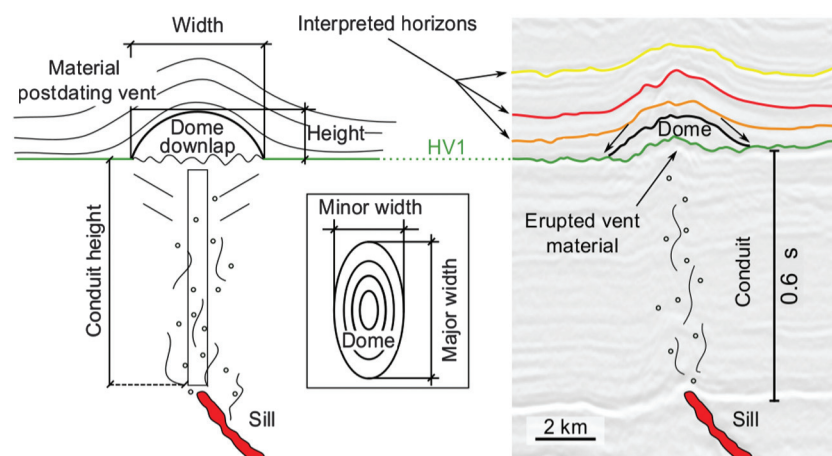 Width
Material
postdating vent
Dome
downlap
Height
HV1
Conduit height
Sill
Minor width
Major width
Dome
Interpreted horizons
Dome
Erupted vent
material
Conduit
0.6 s
2 km
Sill